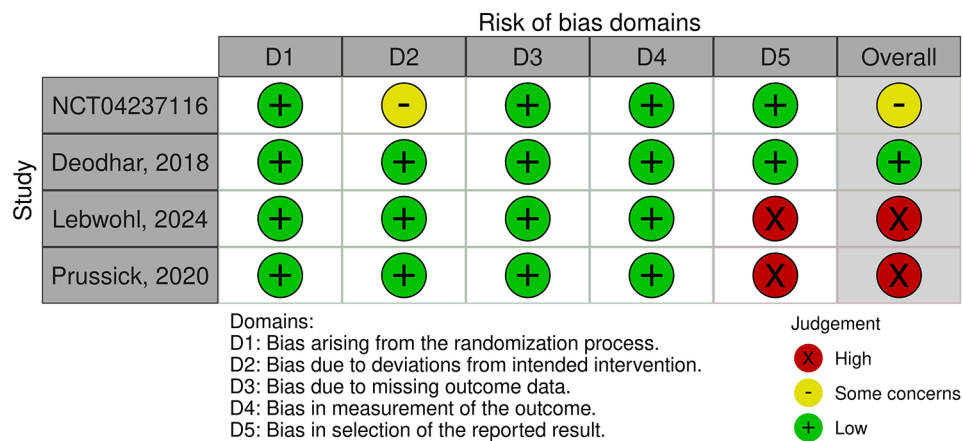 Risk of bias domains
D1 D2 D3 D4 D5 Overall
Study
NCT04237116 + - + + + -
Deodhar, 2018 + + + + + +
Lebwohl, 2024 + + + + X X
Prussick, 2020 + + + + X X
Domains:
D1: Bias arising from the randomization process.
D2: Bias due to deviations from intended intervention.
D3: Bias due to missing outcome data.
D4: Bias in measurement of the outcome.
D5: Bias in selection of the reported result.
Judgement
X High
- Some concerns
+ Low